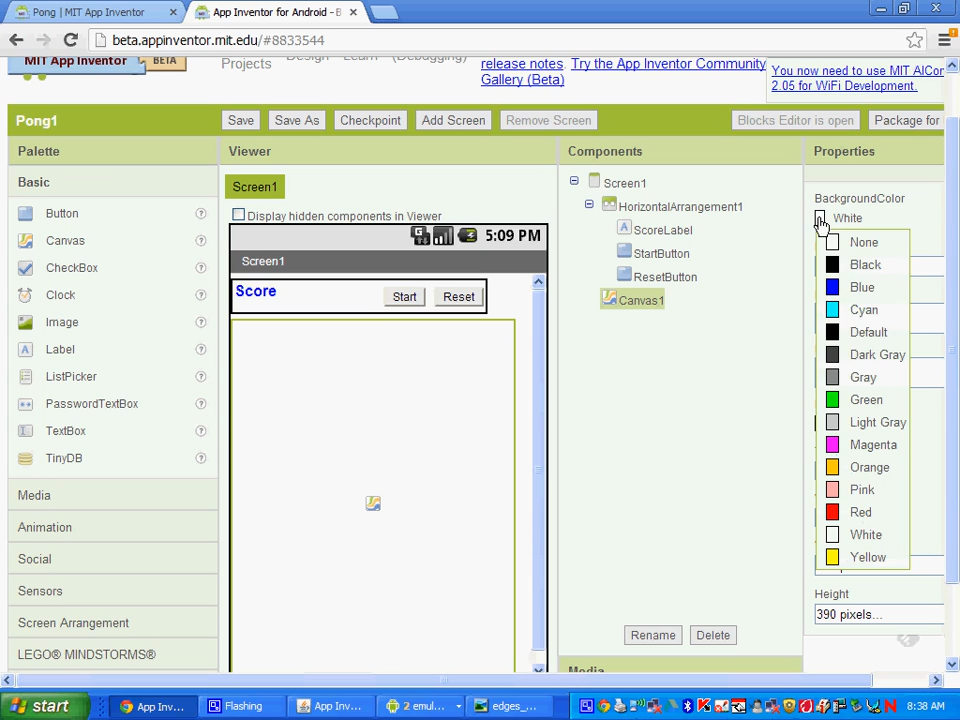 Pong | MIT App Inventor
App Inventor for Android - B
beta.appinventor.mit.edu/#8833544
MIT App Inventor
BETA
Projects
Design
Learn
(Debugging)
release notes. Try the App Inventor Community
Gallery (Beta)
You now need to use MIT AICom
2.05 for WiFi Development.
Pong1
Save
Save As
Checkpoint
Add Screen
Remove Screen
Blocks Editor is open
Package for
Palette
Viewer
Components
Properties
Basic
Button
Canvas
CheckBox
Clock
Image
Label
ListPicker
PasswordTextBox
TextBox
TinyDB
Media
Animation
Social
Sensors
Screen Arrangement
LEGO® MINDSTORMS®
Screen1
Display hidden components in Viewer
5:09 PM
Screen1
Score
Start
Reset
Screen1
HorizontalArrangement1
ScoreLabel
StartButton
ResetButton
Canvas1
Rename
Delete
Media
BackgroundColor
White
None
Black
Blue
Cyan
Default
Dark Gray
Gray
Green
Light Gray
Magenta
Orange
Pink
Red
White
Yellow
Height
390 pixels...
start
App Inv...
Flashing
App Inv...
2 emul...
edges_...
8:38 AM